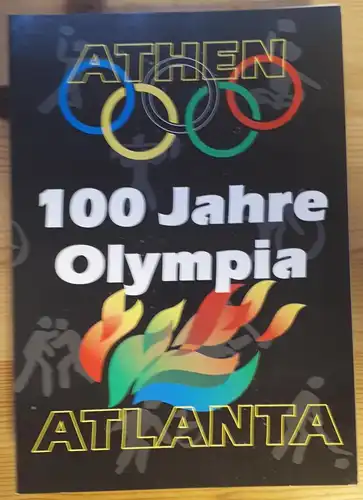 ATHEN
100 Jahre
Olympia
ATLANTA